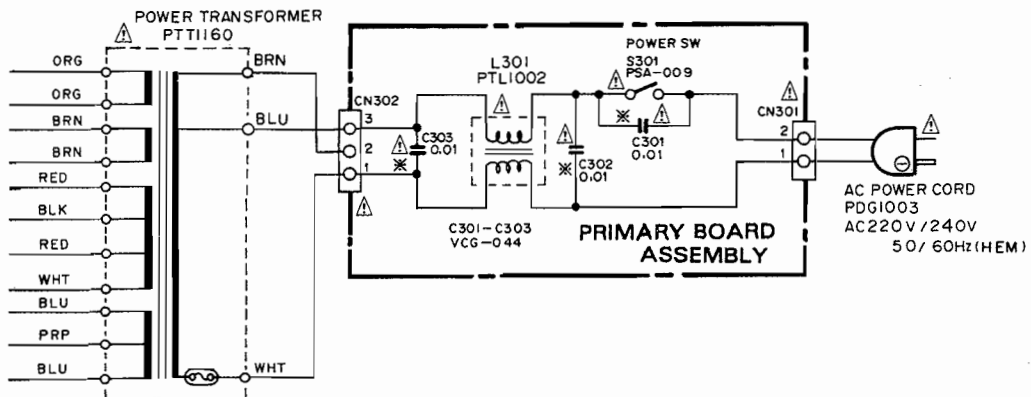 POWER TRANSFORMER
PTT1160
ORG
ORG
BRN
BRN
RED
BLK
RED
WHT
BLU
PRP
BLU
BRN
BLU
WHT
CN302
3
2
1
C303
0.01
L301
PTL1002
C301-C303
VCG-044
POWER SW
S301
PSA-009
C301
0.01
C302
0.01
PRIMARY BOARD
ASSEMBLY
CN301
2
1
AC POWER CORD
PDG1003
AC220V/240V
50/60Hz(HEM)